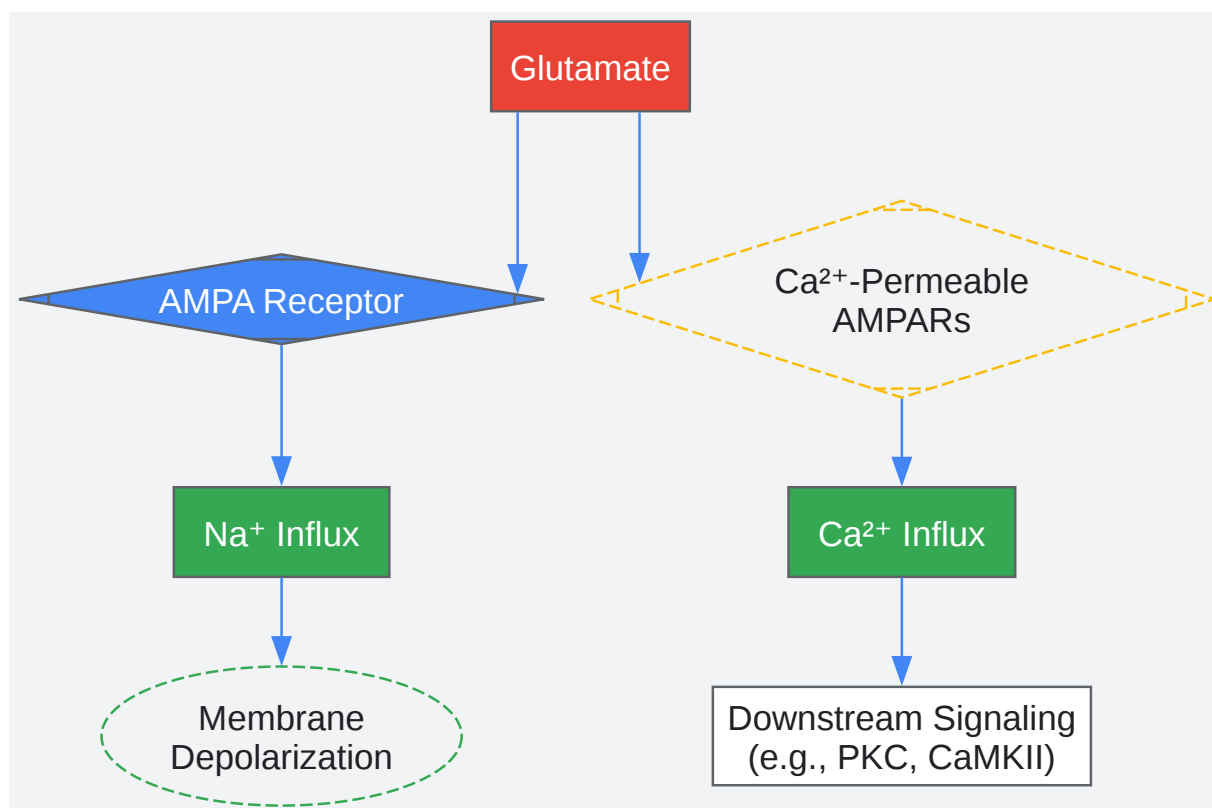 Glutamate
AMPA Receptor
Ca²⁺-Permeable
AMPARs
Na⁺ Influx
Ca²⁺ Influx
Membrane
Depolarization
Downstream Signaling
(e.g., PKC, CaMKII)